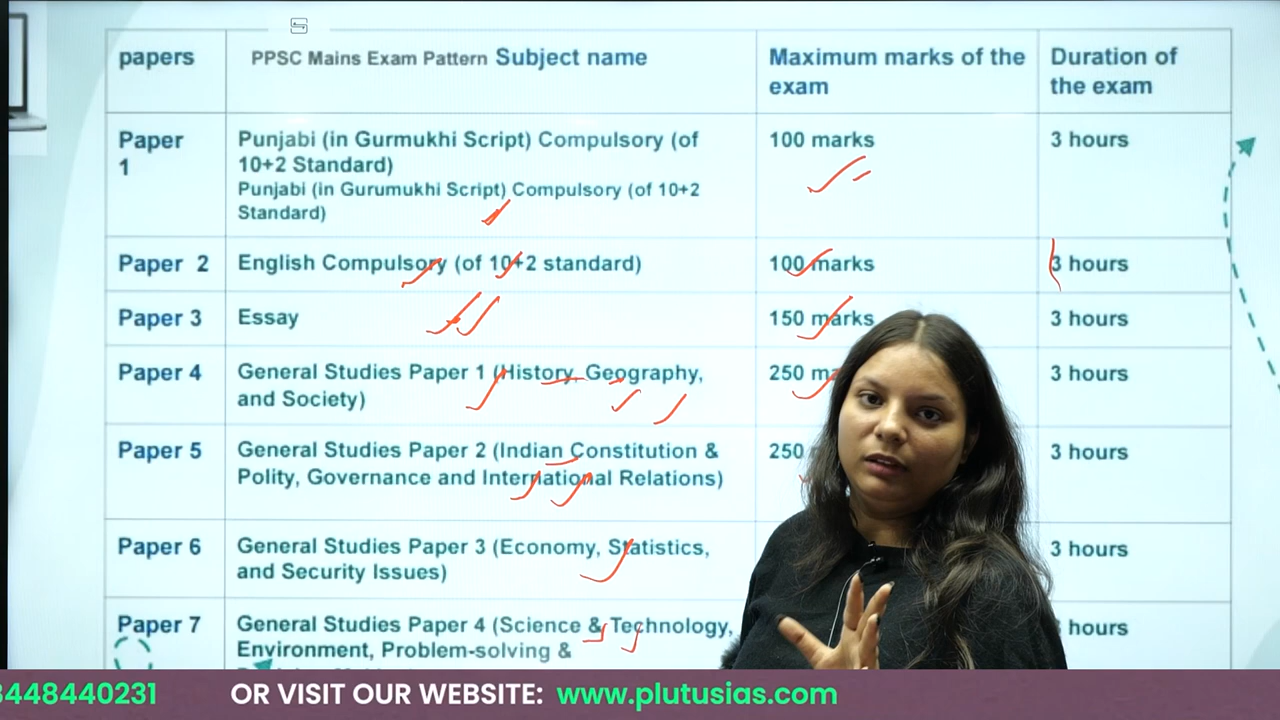 papers
PPSC Mains Exam Pattern Subject name
Maximum marks of the
exam
Duration of
the exam
Paper
1
Punjabi (in Gurmukhi Script) Compulsory (of
10+2 Standard)
Punjabi (in Gurumukhi Script) Compulsory (of 10+2
Standard)
100 marks
3 hours
Paper 2
English Compulsory (of 10+2 standard)
100 marks
3 hours
Paper 3
Essay
150 marks
3 hours
Paper 4
General Studies Paper 1 (History, Geography,
and Society)
250
3 hours
Paper 5
General Studies Paper 2 (Indian Constitution &
Polity, Governance and International Relations)
250
3 hours
Paper 6
General Studies Paper 3 (Economy, Statistics,
and Security Issues)
3 hours
Paper 7
General Studies Paper 4 (Science & Technology,
Environment, Problem-solving &
hours
8448440231 OR VISIT OUR WEBSITE: www.plutusias.com